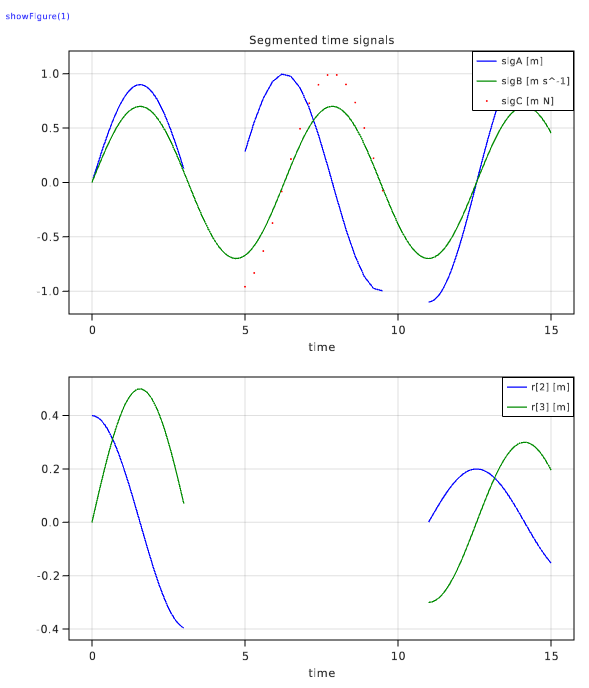 showFigure(1)
Segmented time signals
sigA [m]
sigB [m s^-1]
sigC [m N]
1.0
0.5
0.0
-0.5
-1.0
0 5 10 15
time
r[2] [m]
r[3] [m]
0.4
0.2
0.0
-0.2
-0.4
0 5 10 15
time